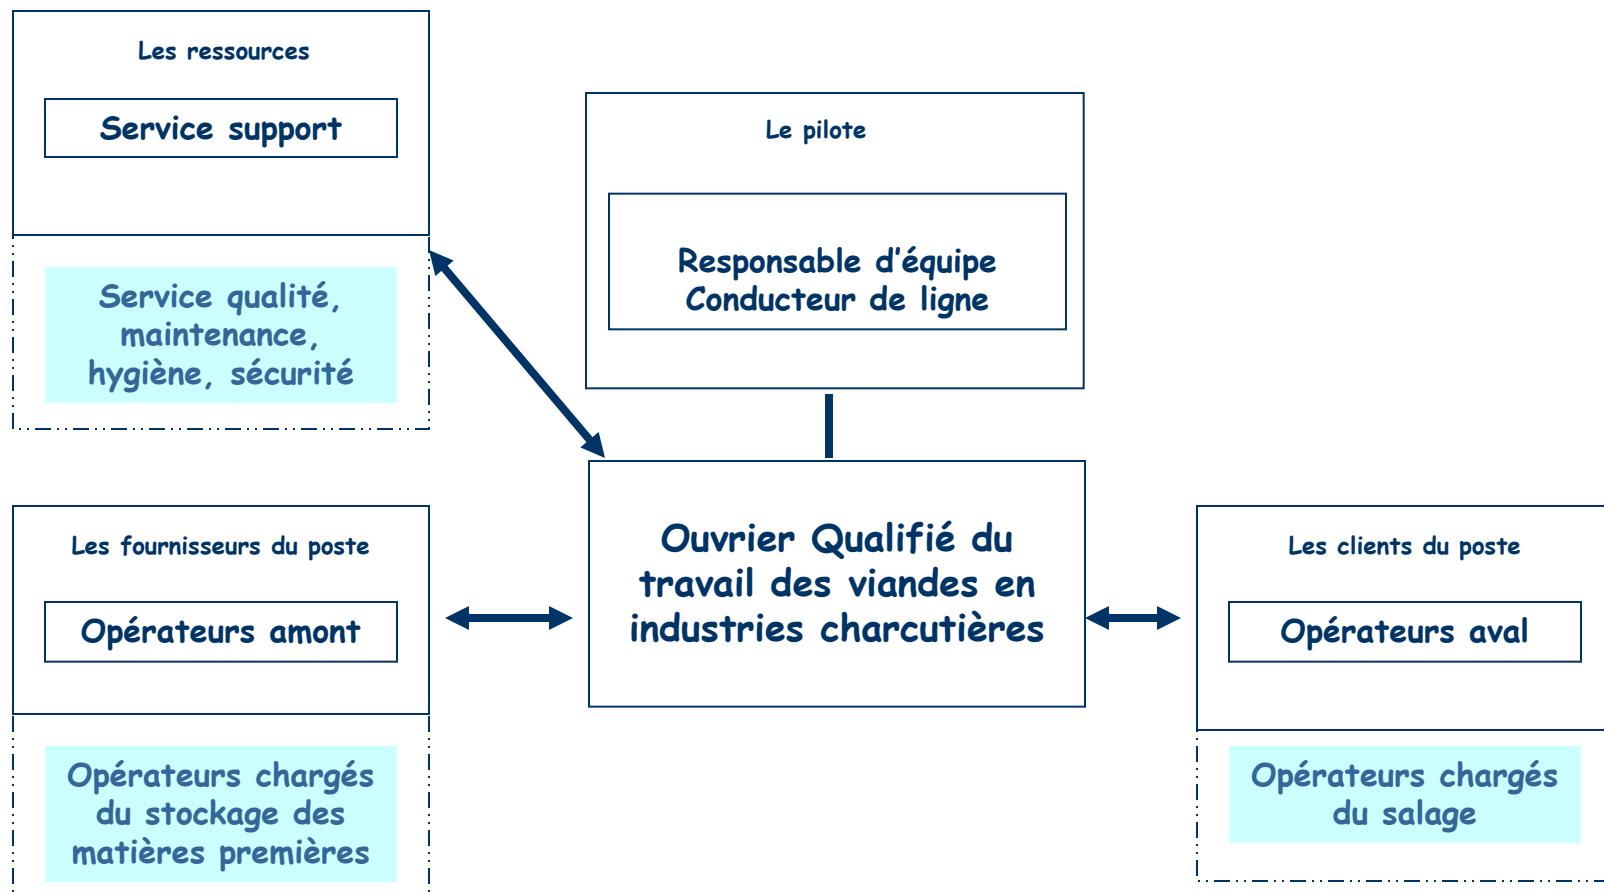 Les ressources
Service support
Service qualité,
maintenance,
hygiène, sécurité
Le pilote
Responsable d'équipe
Conducteur de ligne
Les fournisseurs du poste
Opérateurs amont
Opérateurs chargés
du stockage des
matières premières
Ouvrier Qualifié du
travail des viandes en
industries charcutières
Les clients du poste
Opérateurs aval
Opérateurs chargés
du salage